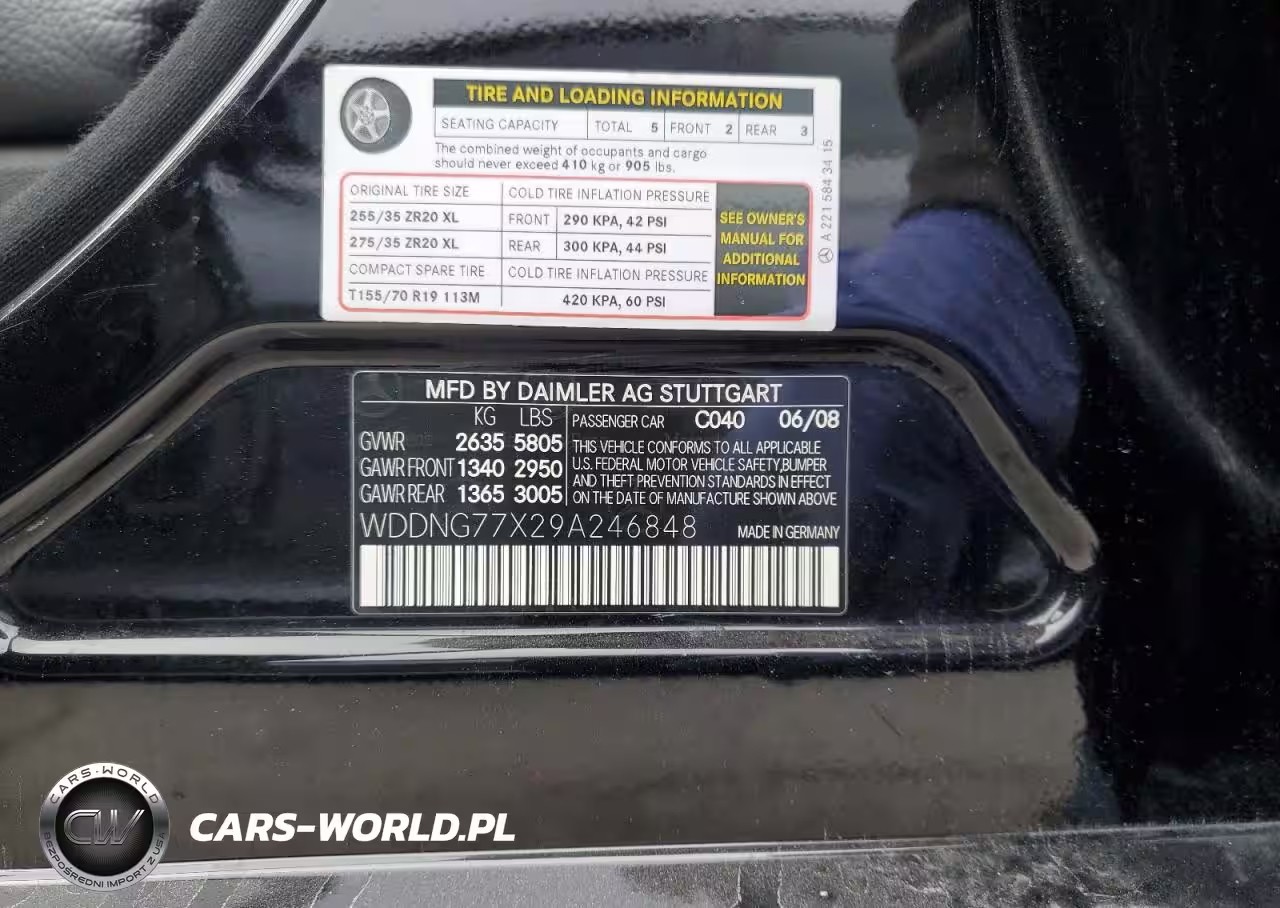 TIRE AND LOADING INFORMATION
SEATING CAPACITY TOTAL 5 FRONT 2 REAR 3
The combined weight of occupants and cargo
should never exceed 410 kg or 905 lbs.
ORIGINAL TIRE SIZE COLD TIRE INFLATION PRESSURE
255/35 ZR20 XL FRONT 290 KPA, 42 PSI
275/35 ZR20 XL REAR 300 KPA, 44 PSI
COMPACT SPARE TIRE COLD TIRE INFLATION PRESSURE
T155/70 R19 113M 420 KPA, 60 PSI
SEE OWNER'S
MANUAL FOR
ADDITIONAL
INFORMATION
A 221 584 34 15
MFD BY DAIMLER AG STUTTGART
KG LBS
GVWR 2635 5805
GAWR FRONT 1340 2950
GAWR REAR 1365 3005
PASSENGER CAR C040 06/08
THIS VEHICLE CONFORMS TO ALL APPLICABLE
U.S. FEDERAL MOTOR VEHICLE SAFETY,BUMPER
AND THEFT PREVENTION STANDARDS IN EFFECT
ON THE DATE OF MANUFACTURE SHOWN ABOVE
WDDNG77X29A246848 MADE IN GERMANY
CARS-WORLD
CW
BEZPOŚREDNI IMPORT Z USA
CARS-WORLD.PL